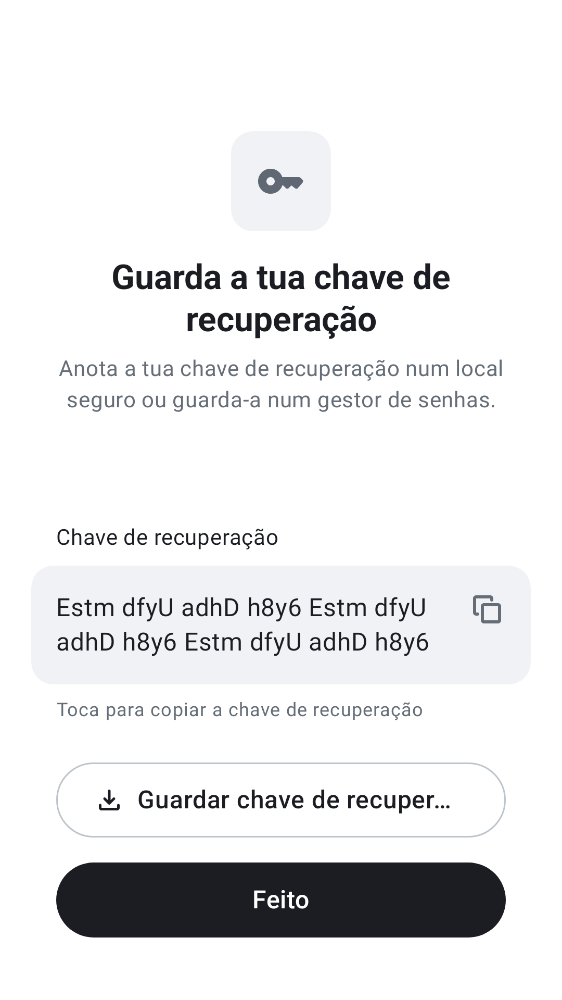 Guarda a tua chave de
recuperação
Anota a tua chave de recuperação num local
seguro ou guarda-a num gestor de senhas.
Chave de recuperação
Estm dfyU adhD h8y6 Estm dfyU
adhD h8y6 Estm dfyU adhD h8y6
Toca para copiar a chave de recuperação
Guardar chave de recuper…
Feito